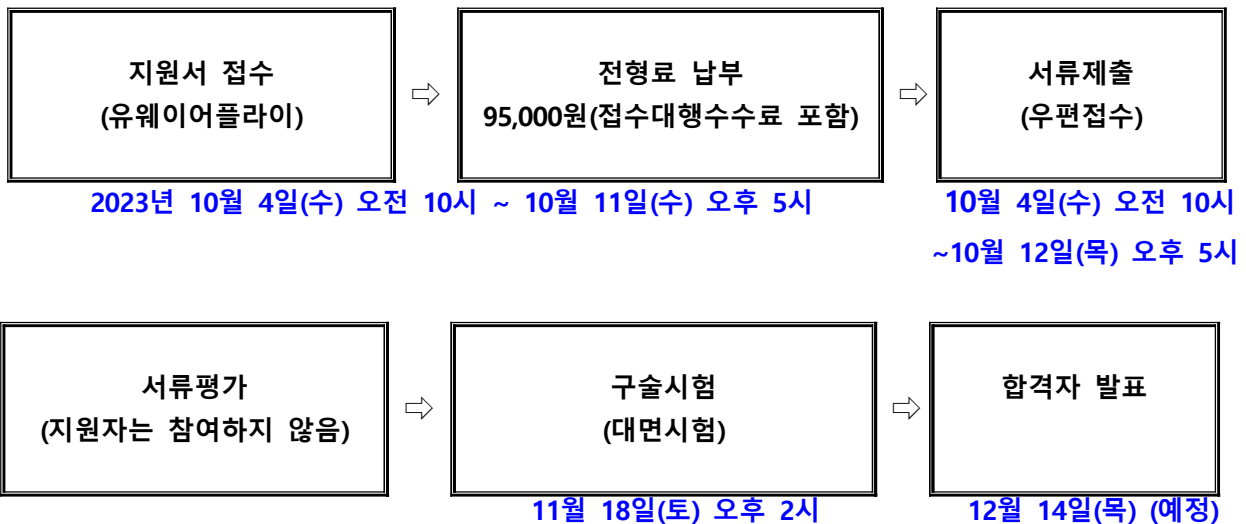 지원서 접수
(유웨이어플라이)
⇨
전형료 납부
95,000원(접수대행수수료 포함)
⇨
서류제출
(우편접수)
2023년 10월 4일(수) 오전 10시 ~ 10월 11일(수) 오후 5시
10월 4일(수) 오전 10시
~10월 12일(목) 오후 5시
서류평가
(지원자는 참여하지 않음)
⇨
구술시험
(대면시험)
⇨
합격자 발표
11월 18일(토) 오후 2시
12월 14일(목) (예정)